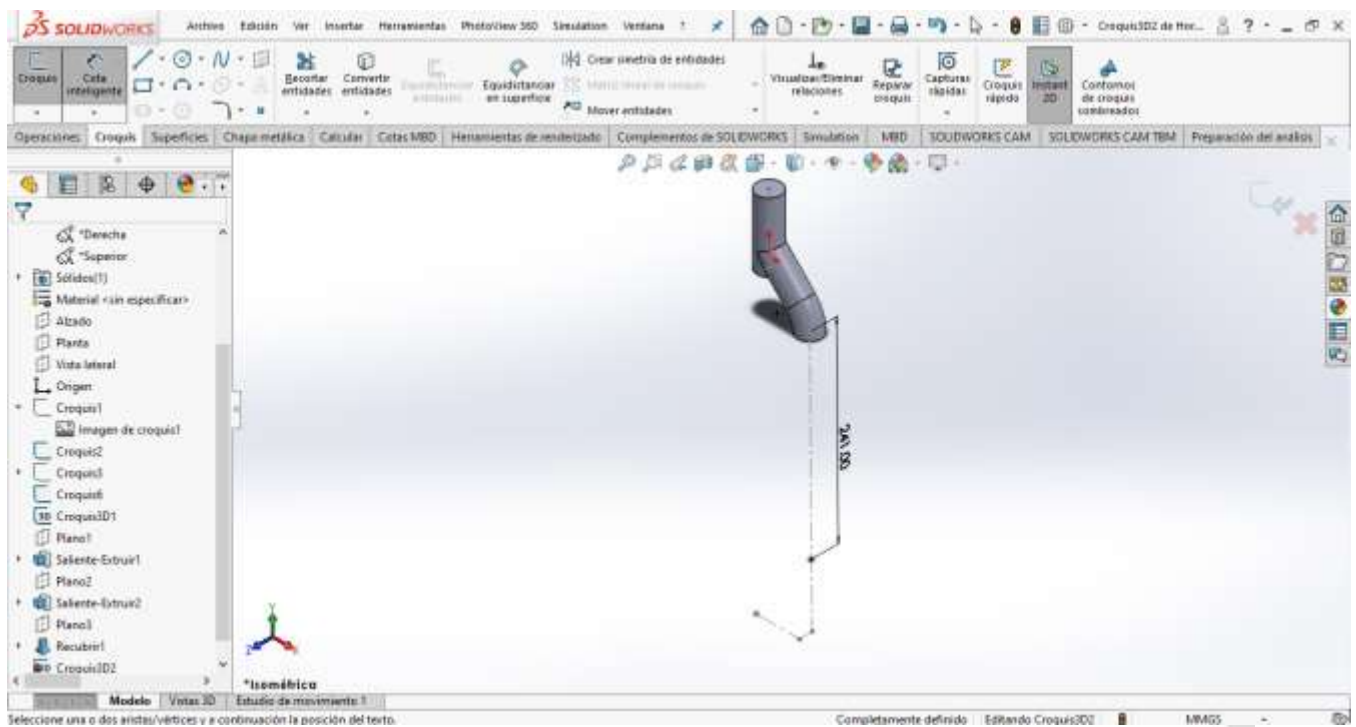 SOLIDWORKS Archivo Edición Ver Insertar Herramientas PhotoView 360 Simulation Ventana ? Croquis3D2 de Hor... ?
Croquis
Cota inteligente
Recortar entidades
Convertir entidades
Equidistanciar en superficie
Crear simetría de entidades
Mover entidades
Visualizar/Eliminar relaciones
Reparar croquis
Capturas rápidas
Croquis rápido
Instant 2D
Contornos de croquis sombreados
Operaciones Croquis Superficies Chapa metálica Calcular Cotas MBD Herramientas de renderizado Complementos de SOLIDWORKS Simulation MBD SOLIDWORKS CAM SOLIDWORKS CAM TBM Preparación del análisis
*Derecha
*Superior
Sólidos(1)
Material <sin especificar>
Alzado
Planta
Vista lateral
Origen
Croquis1
Imagen de croquis1
Croquis2
Croquis3
Croquis6
3D Croquis3D1
Plano1
Saliente-Extruir1
Plano2
Saliente-Extruir2
Plano3
Recubrir1
Croquis3D2
241.00
Y
Z
X
*Isométrica
Modelo Vistas 3D Estudio de movimiento 1
Seleccione una o dos aristas/vértices y a continuación la posición del texto. Completamente definido Editando Croquis3D2 MMGS